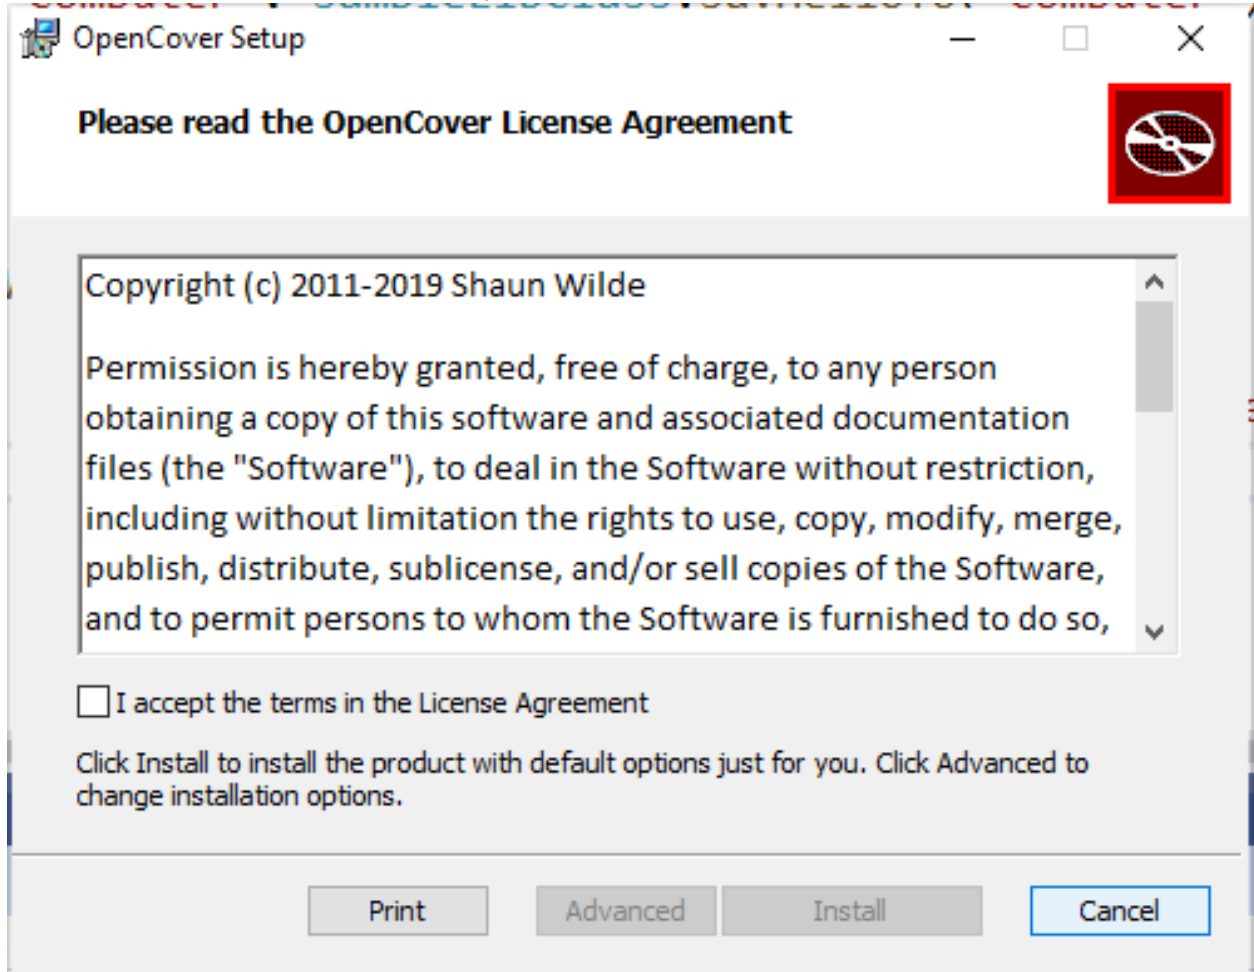 OpenCover Setup
Please read the OpenCover License Agreement
Copyright (c) 2011-2019 Shaun Wilde
Permission is hereby granted, free of charge, to any person
obtaining a copy of this software and associated documentation
files (the "Software"), to deal in the Software without restriction,
including without limitation the rights to use, copy, modify, merge,
publish, distribute, sublicense, and/or sell copies of the Software,
and to permit persons to whom the Software is furnished to do so,
I accept the terms in the License Agreement
Click Install to install the product with default options just for you. Click Advanced to
change installation options.
Print
Advanced
Install
Cancel